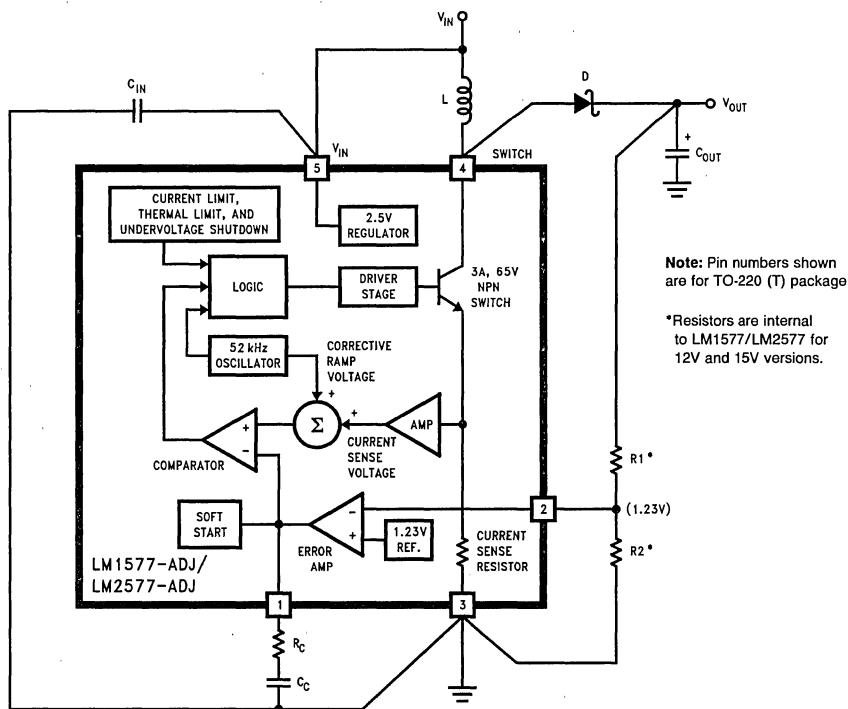 V_IN
C_IN
L
D
V_OUT
+
C_OUT
5
V_IN
4
SWITCH
CURRENT LIMIT,
THERMAL LIMIT, AND
UNDERVOLTAGE SHUTDOWN
2.5V
REGULATOR
LOGIC
DRIVER
STAGE
3A, 65V
NPN
SWITCH
Note: Pin numbers shown
are for TO-220 (T) package
*Resistors are internal
to LM1577/LM2577 for
12V and 15V versions.
52 kHz
OSCILLATOR
CORRECTIVE
RAMP
VOLTAGE
+
+
Σ
+
-
COMPARATOR
CURRENT
SENSE
VOLTAGE
AMP
R1*
2
(1.23V)
R2*
SOFT
START
-
+
ERROR
AMP
1.23V
REF.
CURRENT
SENSE
RESISTOR
LM1577-ADJ/
LM2577-ADJ
1
3
R_C
C_C